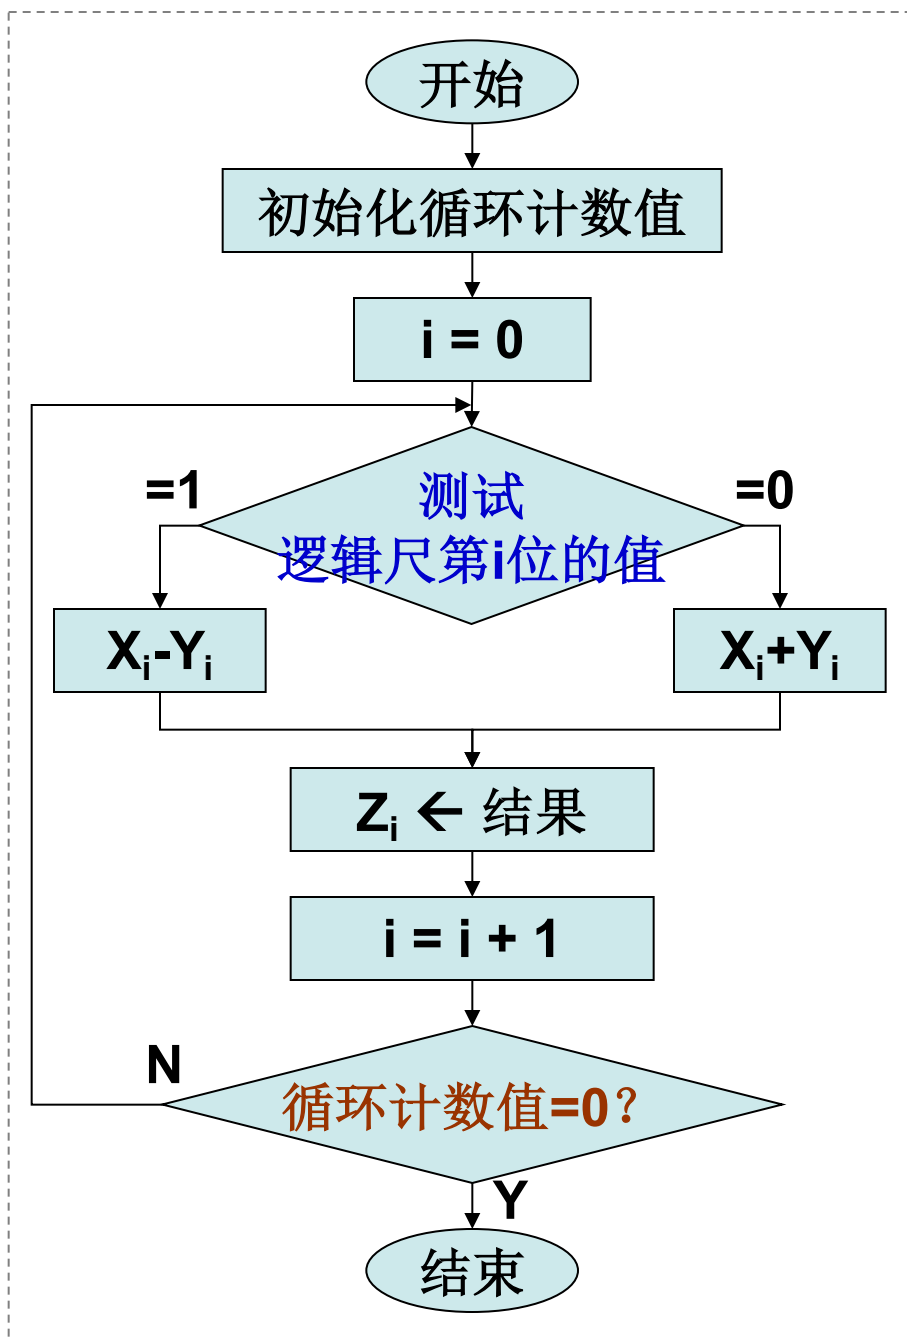 开始
初始化循环计数值
i = 0
=1
=0
测试
逻辑尺第i位的值
Xi-Yi
Xi+Yi
Zi ← 结果
i = i + 1
N
循环计数值=0?
Y
结束